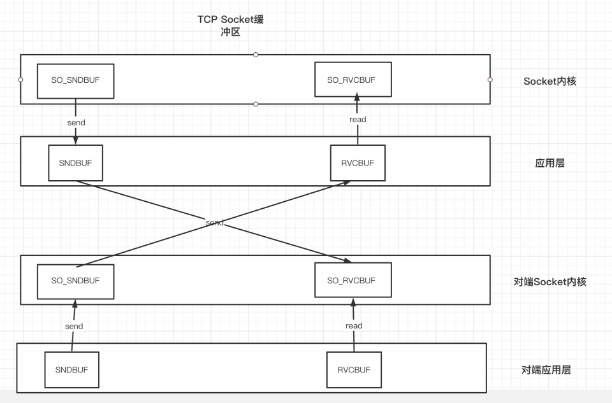 TCP Socket缓
冲区
SO_SNDBUF
SO_RVCBUF
Socket内核
send
read
SNDBUF
RVCBUF
应用层
send
SO_SNDBUF
SO_RVCBUF
对端Socket内核
send
read
SNDBUF
RVCBUF
对端应用层